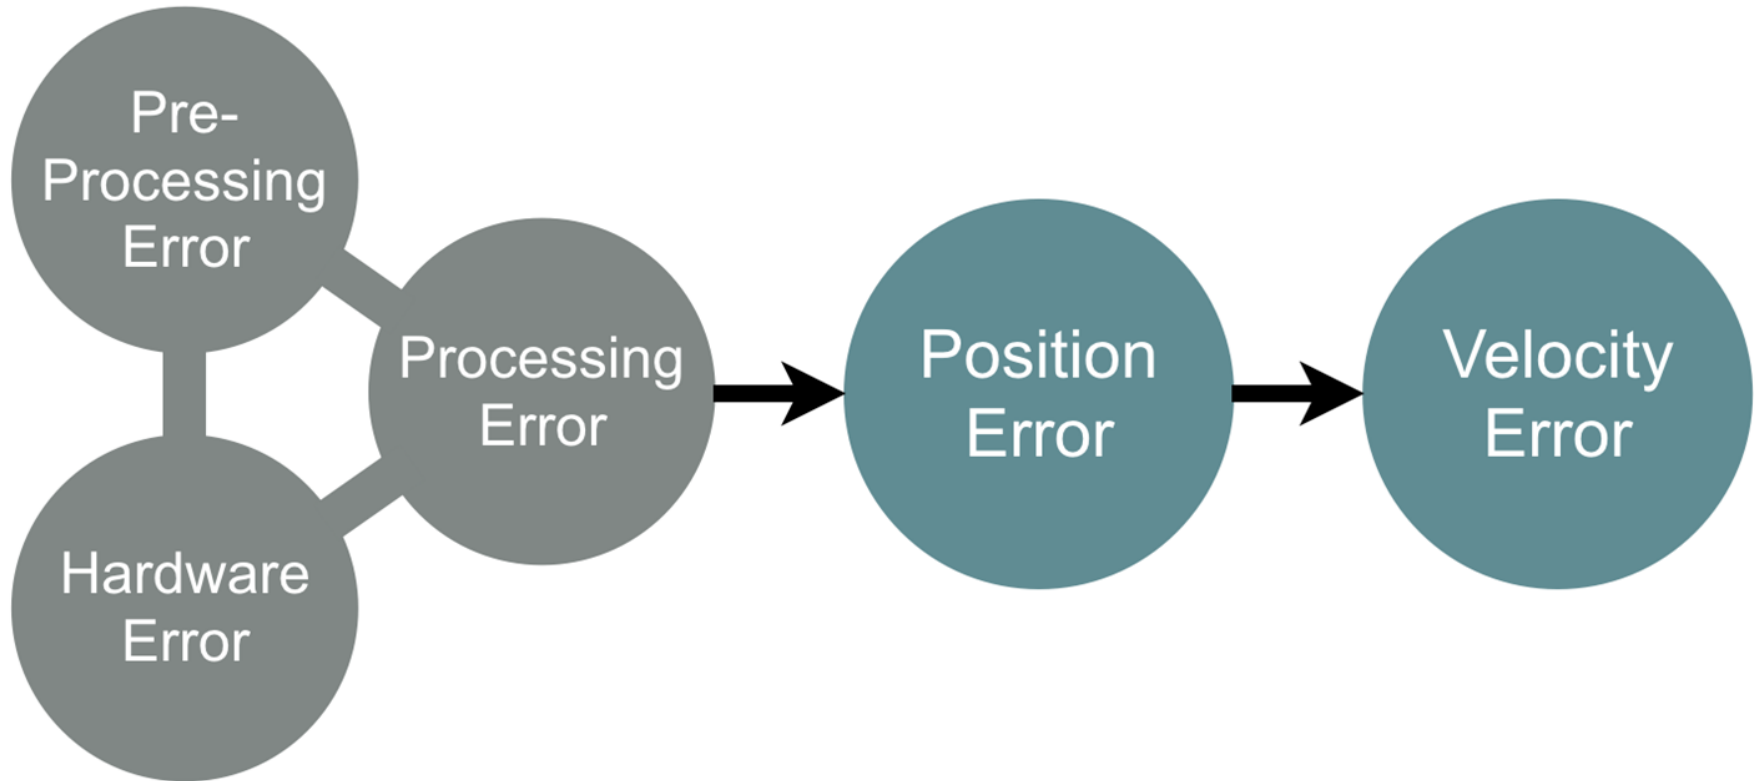 Pre-
Processing
Error
Hardware
Error
Processing
Error
Position
Error
Velocity
Error